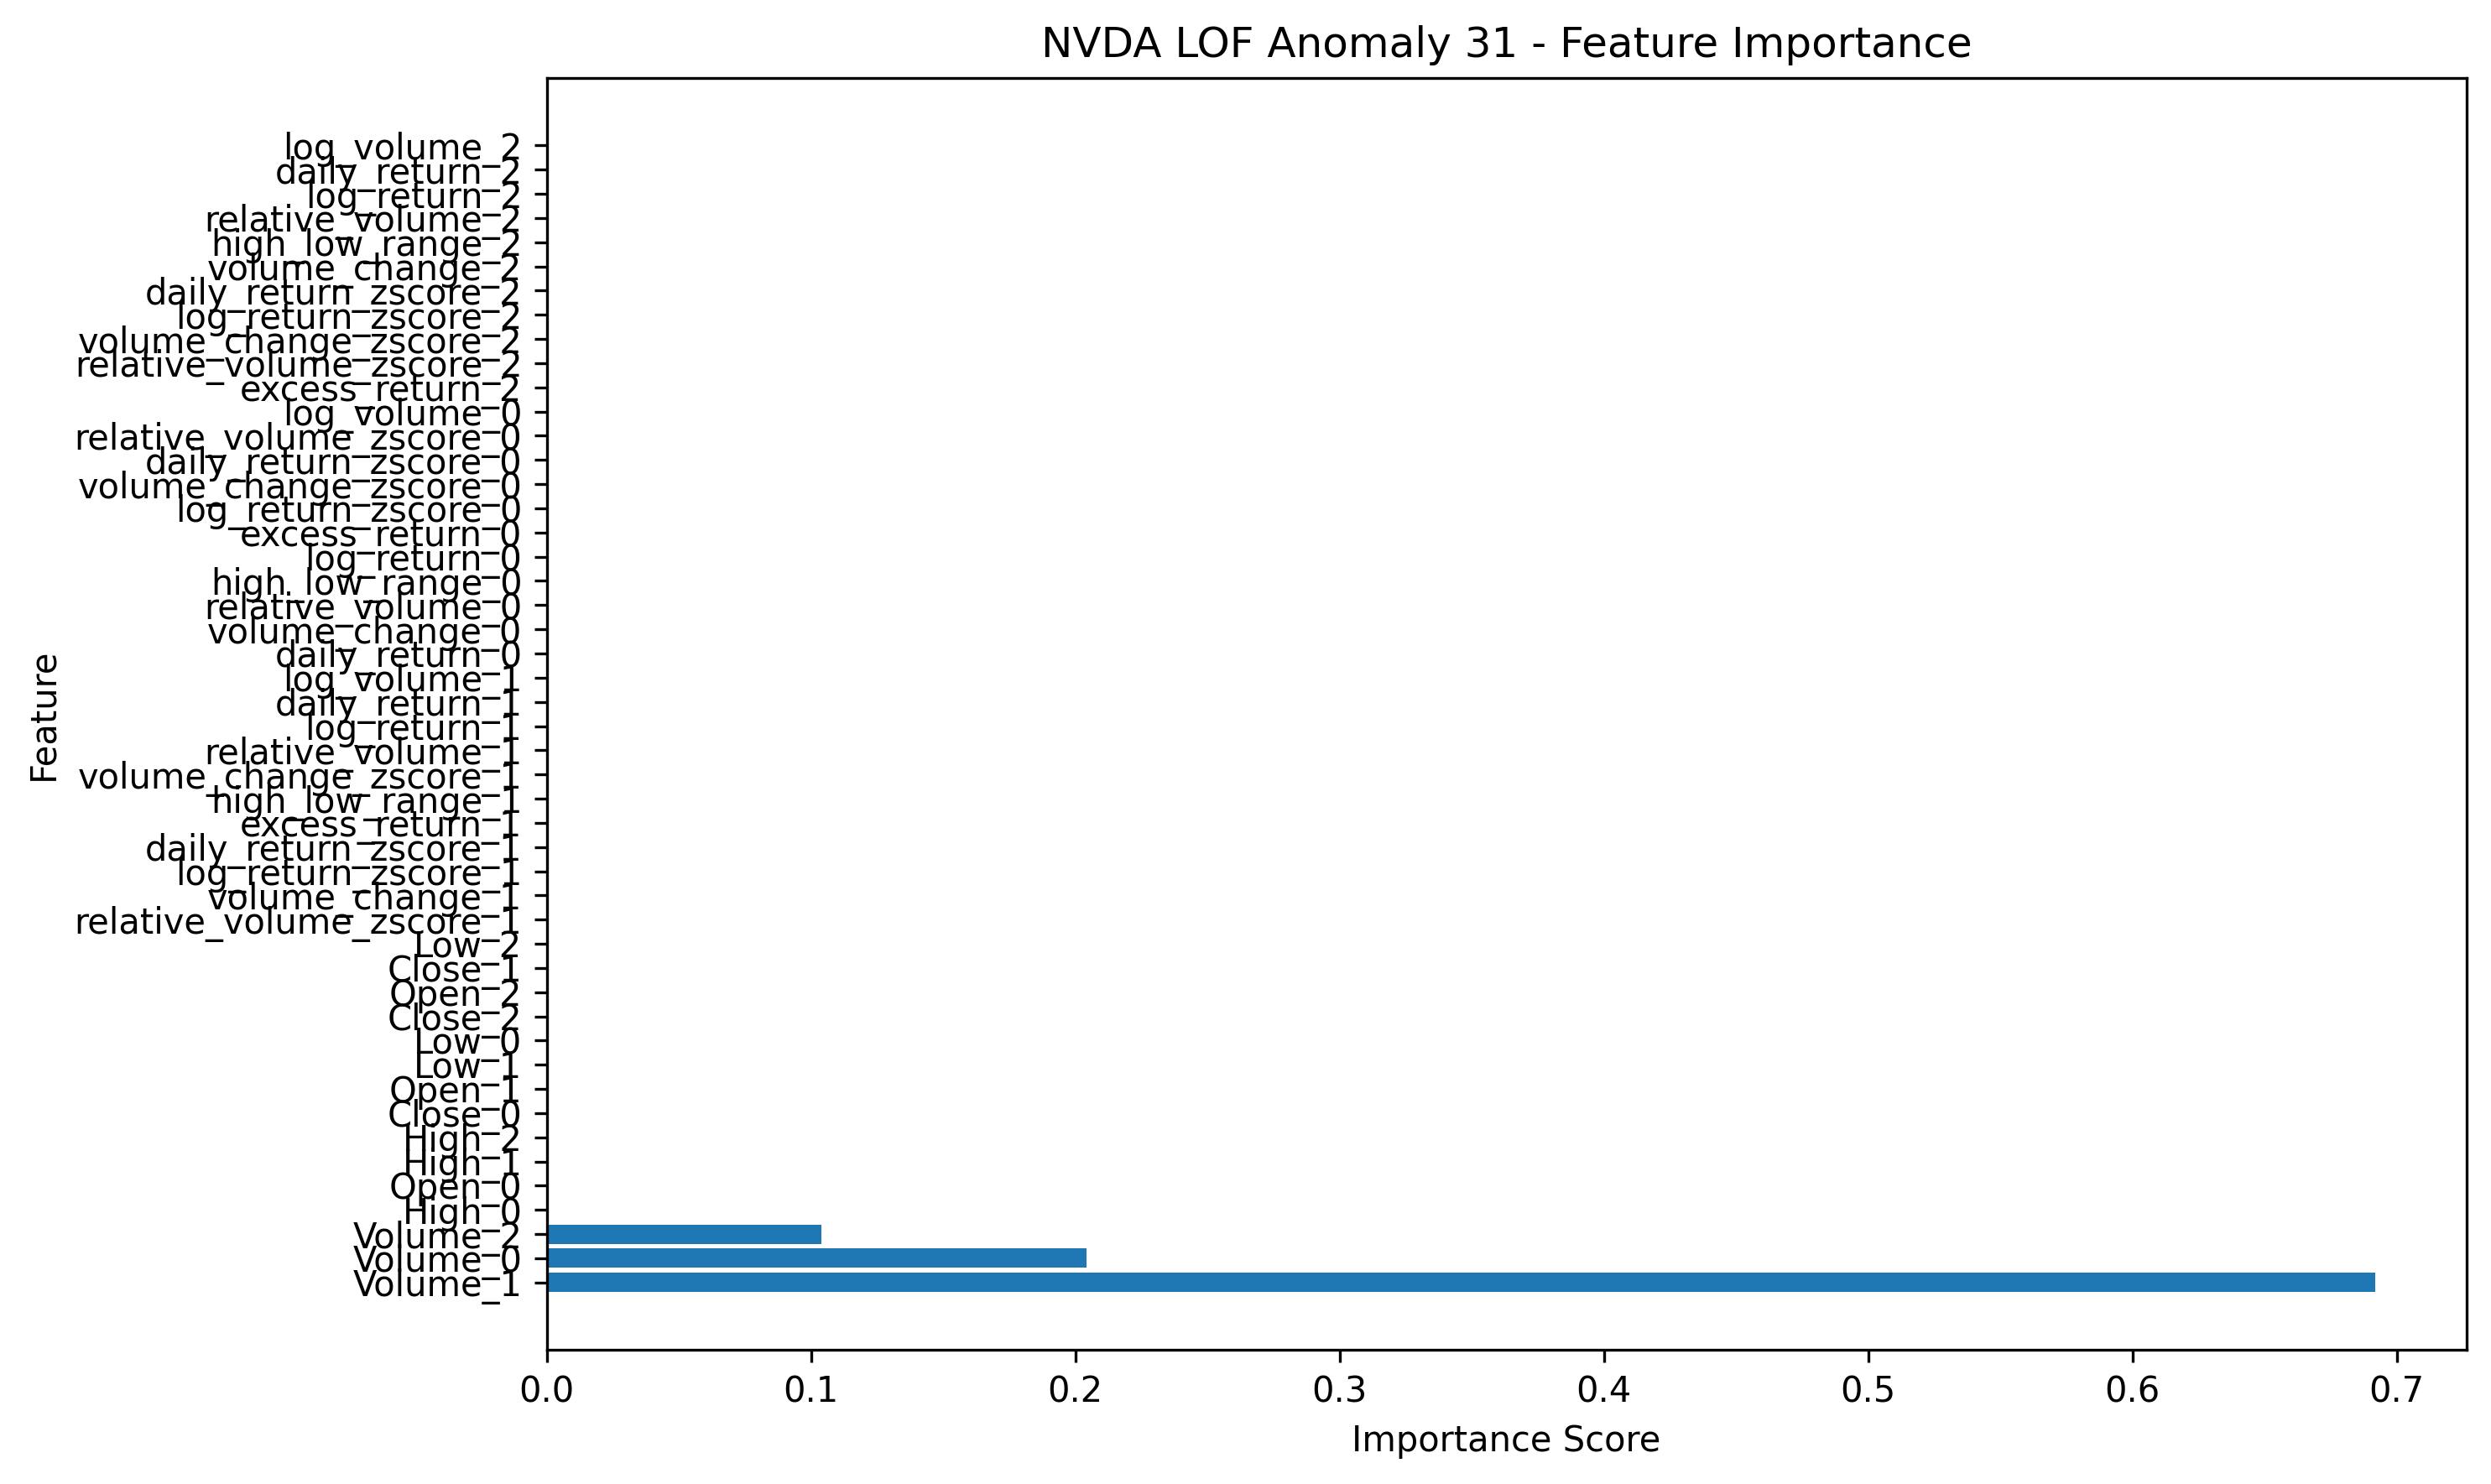 NVDA LOF Anomaly 31 - Feature Importance
log_volume_2
daily_return_2
log_return_2
relative_volume_2
high_low_range_2
volume_change_2
daily_return_zscore_2
log_return_zscore_2
volume_change_zscore_2
relative_volume_zscore_2
excess_return_2
log_volume_0
relative_volume_zscore_0
daily_return_zscore_0
volume_change_zscore_0
log_return_zscore_0
excess_return_0
log_return_0
high_low_range_0
relative_volume_0
volume_change_0
daily_return_0
log_volume_1
daily_return_1
log_return_1
relative_volume_1
volume_change_zscore_1
high_low_range_1
excess_return_1
daily_return_zscore_1
log_return_zscore_1
volume_change_1
relative_volume_zscore_1
Low_2
Close_1
Open_2
Close_2
Low_0
Low_1
Open_1
Close_0
High_2
High_1
Open_0
High_0
Volume_2
Volume_0
Volume_1
Feature
0.0 0.1 0.2 0.3 0.4 0.5 0.6 0.7
Importance Score